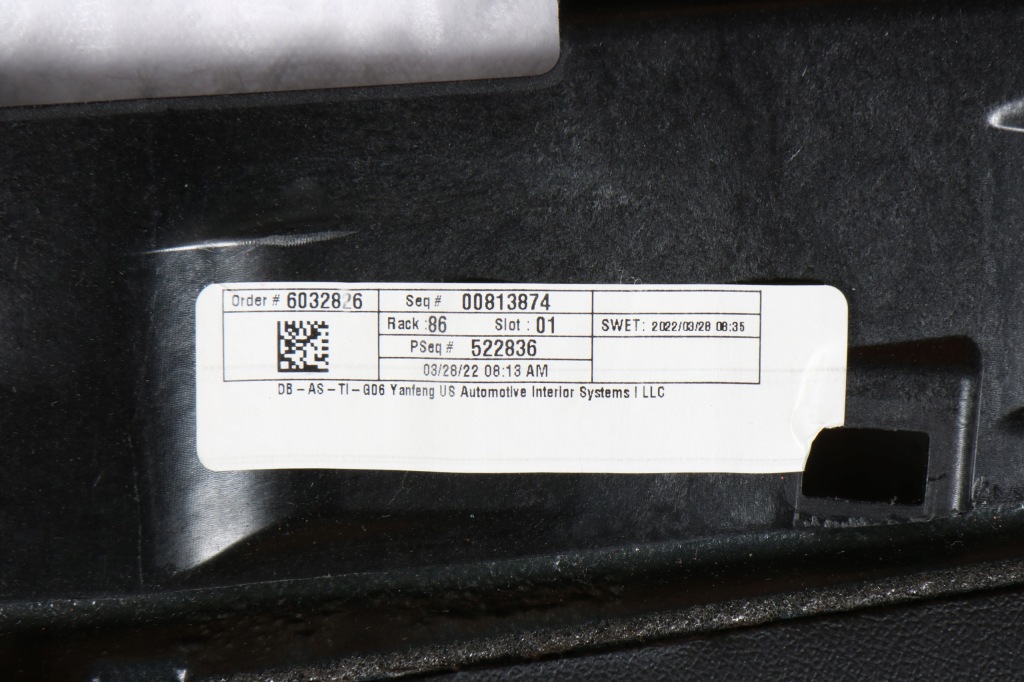 Order # 6032826 Seq # 00813874
Rack : 86 Slot : 01 SWET: 2022/03/28 08:35
PSeq # 522836
03/28/22 08:13 AM
DB-AS-TI-G06 Yanfeng US Automotive Interior Systems I LLC